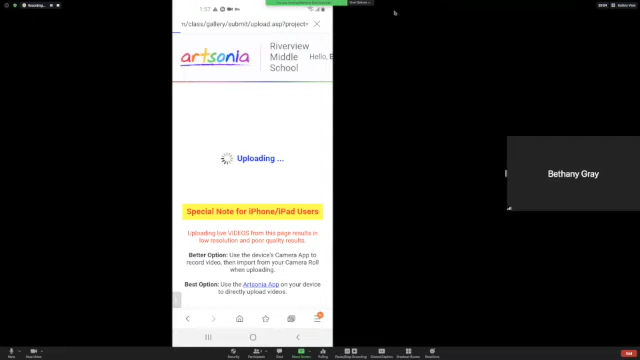 1:57
m/class/gallery/submit/upload.asp?project=
artsonia
Riverview
Middle
School
Hello, B
Uploading ...
Special Note for iPhone/iPad Users
Uploading live VIDEOS from this page results in
low resolution and poor quality results.
Better Option: Use the device's Camera App to
record video, then import from your Camera Roll
when uploading.
Best Option: Use the Artsonia App on your device
to directly upload videos.
Bethany Gray